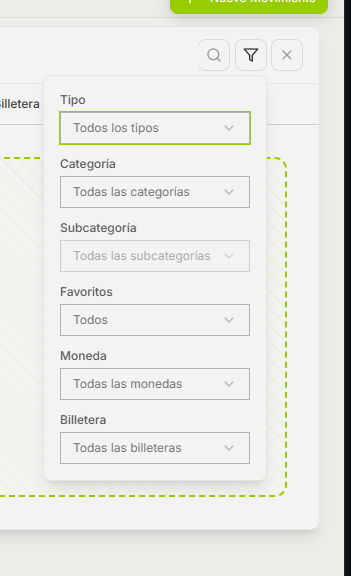 Nuevo Movimiento
Billetera
Tipo
Todos los tipos
Categoría
Todas las categorías
Subcategoría
Todas las subcategorías
Favoritos
Todos
Moneda
Todas las monedas
Billetera
Todas las billeteras